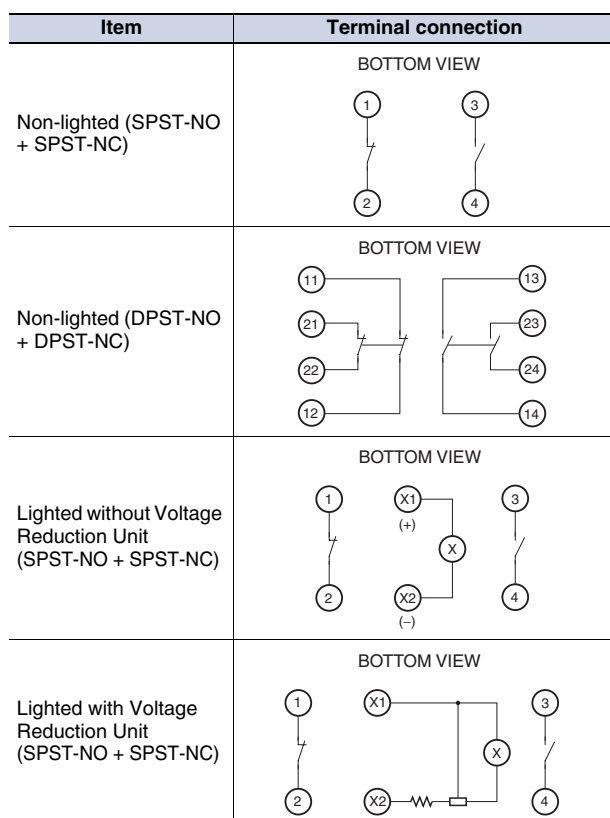 Item
Terminal connection
Non-lighted (SPST-NO
+ SPST-NC)
BOTTOM VIEW
1
3
2
4
Non-lighted (DPST-NO
+ DPST-NC)
BOTTOM VIEW
11
13
21
23
22
24
12
14
Lighted without Voltage
Reduction Unit
(SPST-NO + SPST-NC)
BOTTOM VIEW
1
X1
3
(+)
X
2
X2
4
(−)
Lighted with Voltage
Reduction Unit
(SPST-NO + SPST-NC)
BOTTOM VIEW
1
X1
3
X
2
X2
4